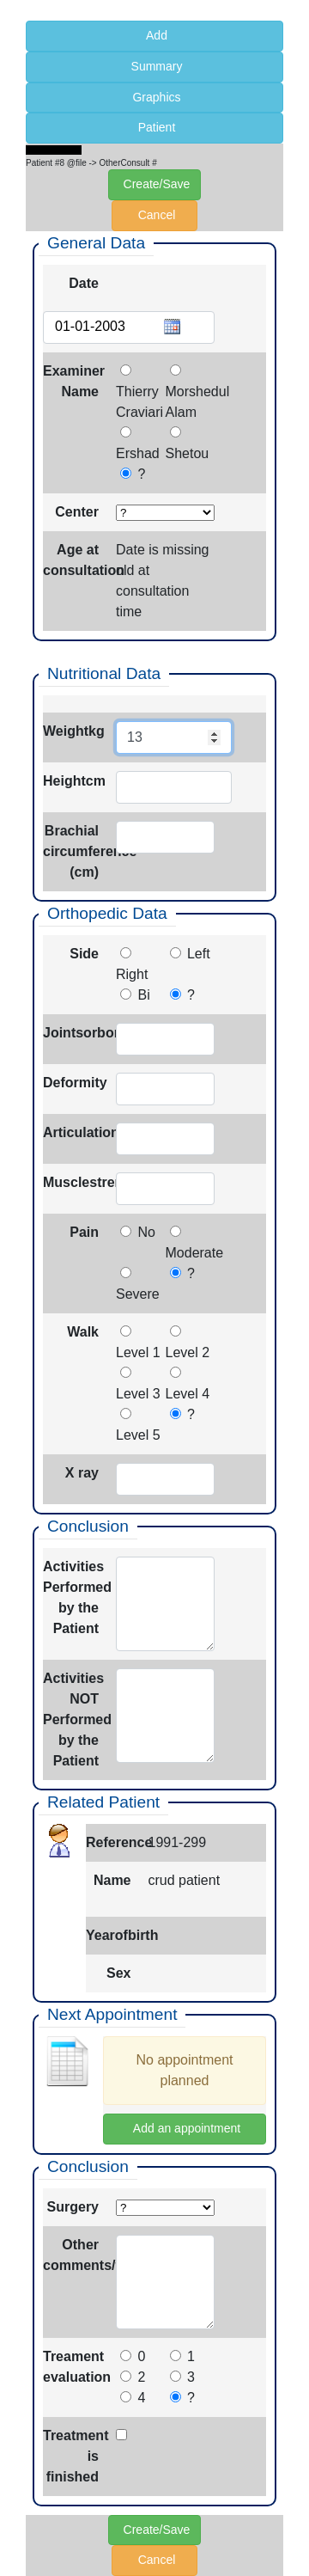 Add
Summary
Graphics
Patient
Patient #8 @file -> OtherConsult #
Create/Save
Cancel
General Data
Date
01-01-2003
Examiner Name
Thierry Craviari
Morshedul Alam
Ershad
Shetou
?
Center
?
Age at consultation
Date is missing
old at
consultation
time
Nutritional Data
Weightkg
13
Heightcm
Brachial
circumference
(cm)
Orthopedic Data
Side
Right
Left
Bi
?
Deformity
Articulation
Pain
No
Moderate
Severe
?
Walk
Level 1
Level 2
Level 3
Level 4
Level 5
?
X ray
Conclusion
Activities
Performed
by the
Patient
Activities
NOT
Performed
by the
Patient
Related Patient
Reference
1991-299
Name
crud patient
Yearofbirth
Sex
Next Appointment
No appointment
planned
Add an appointment
Conclusion
Surgery
?
Other
comments/
Treament
evaluation
0
1
2
3
4
?
Treatment
is
finished
Create/Save
Cancel